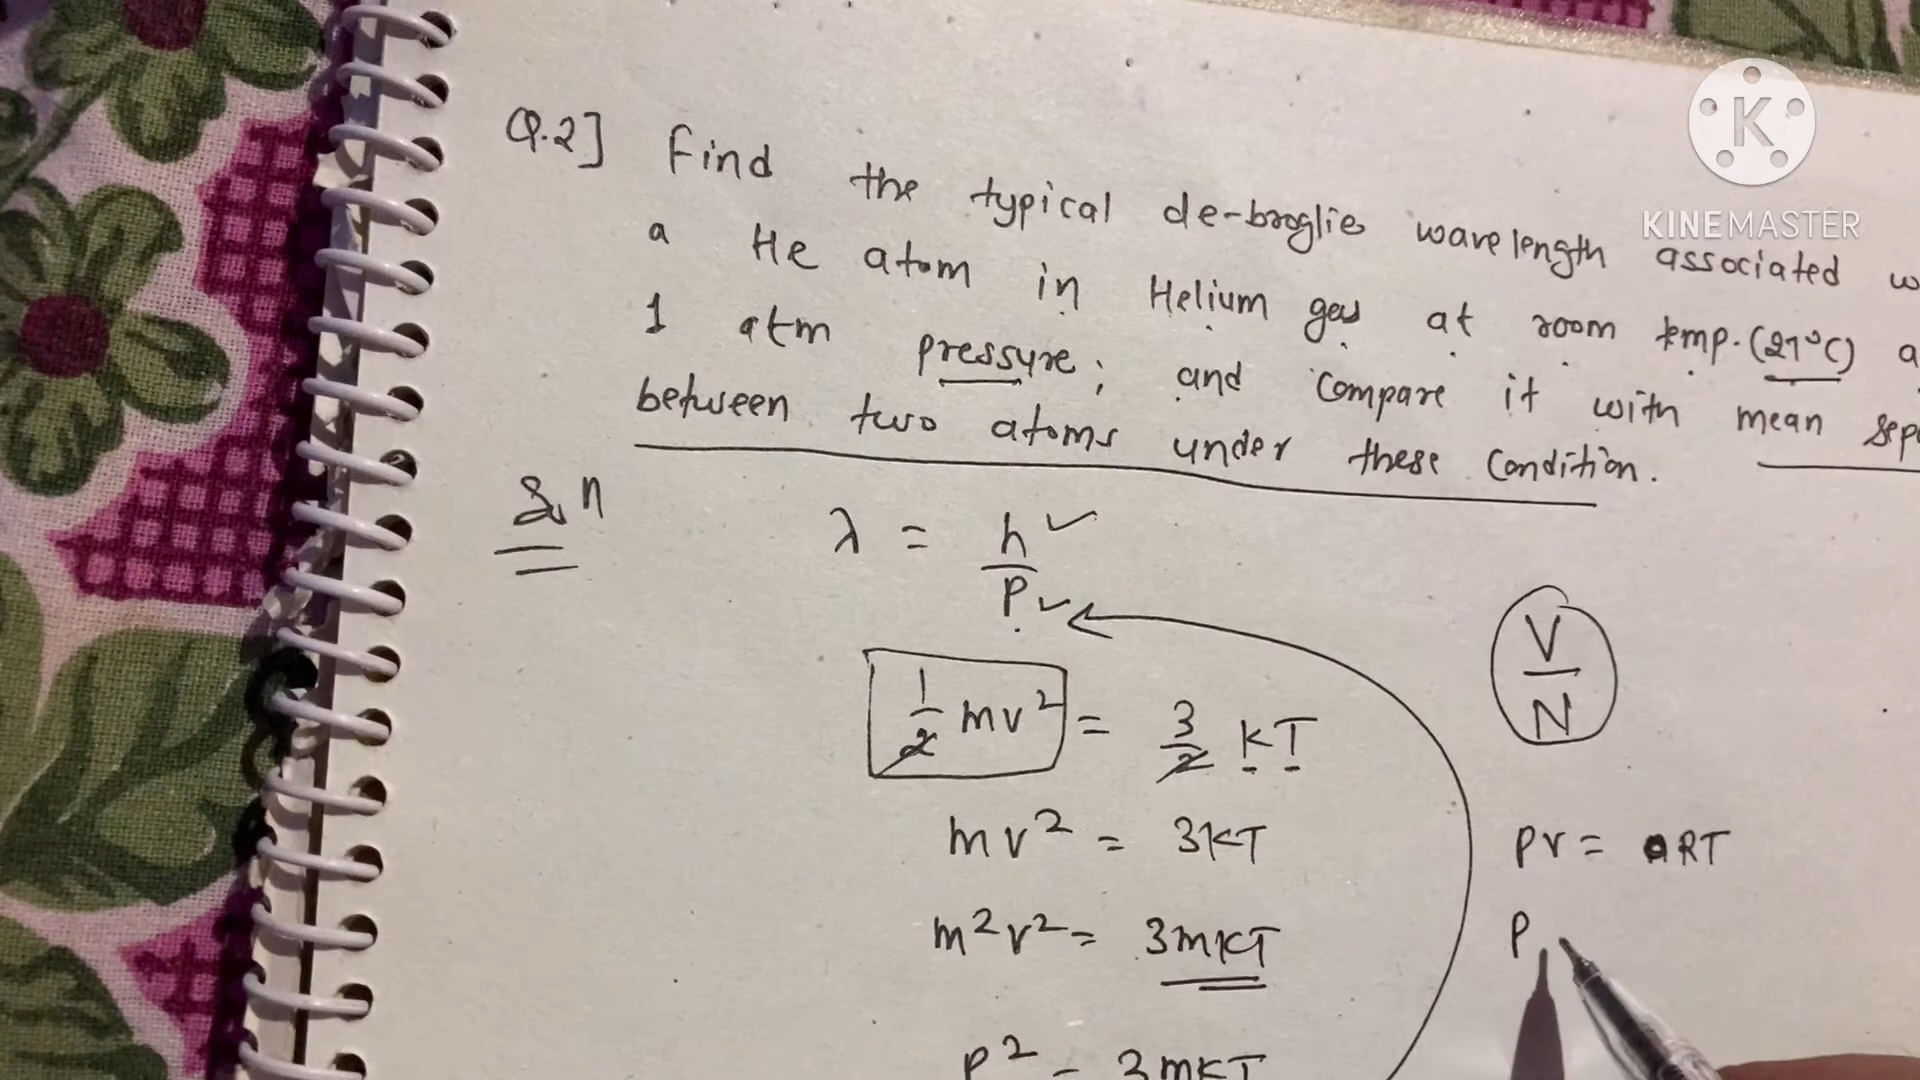 Q.2] Find the typical de-broglie wavelength associated
a He atom in Helium gas at room temp. (27°C)
1 atm pressure; and compare it with mean
between two atoms under these condition.
Soln λ = h/P
1/2 mv² = 3/2 KT
mv² = 3KT
m²v² = 3mKT
P² = 3mKT
V/N
PV = RT
P
K
KINEMASTER